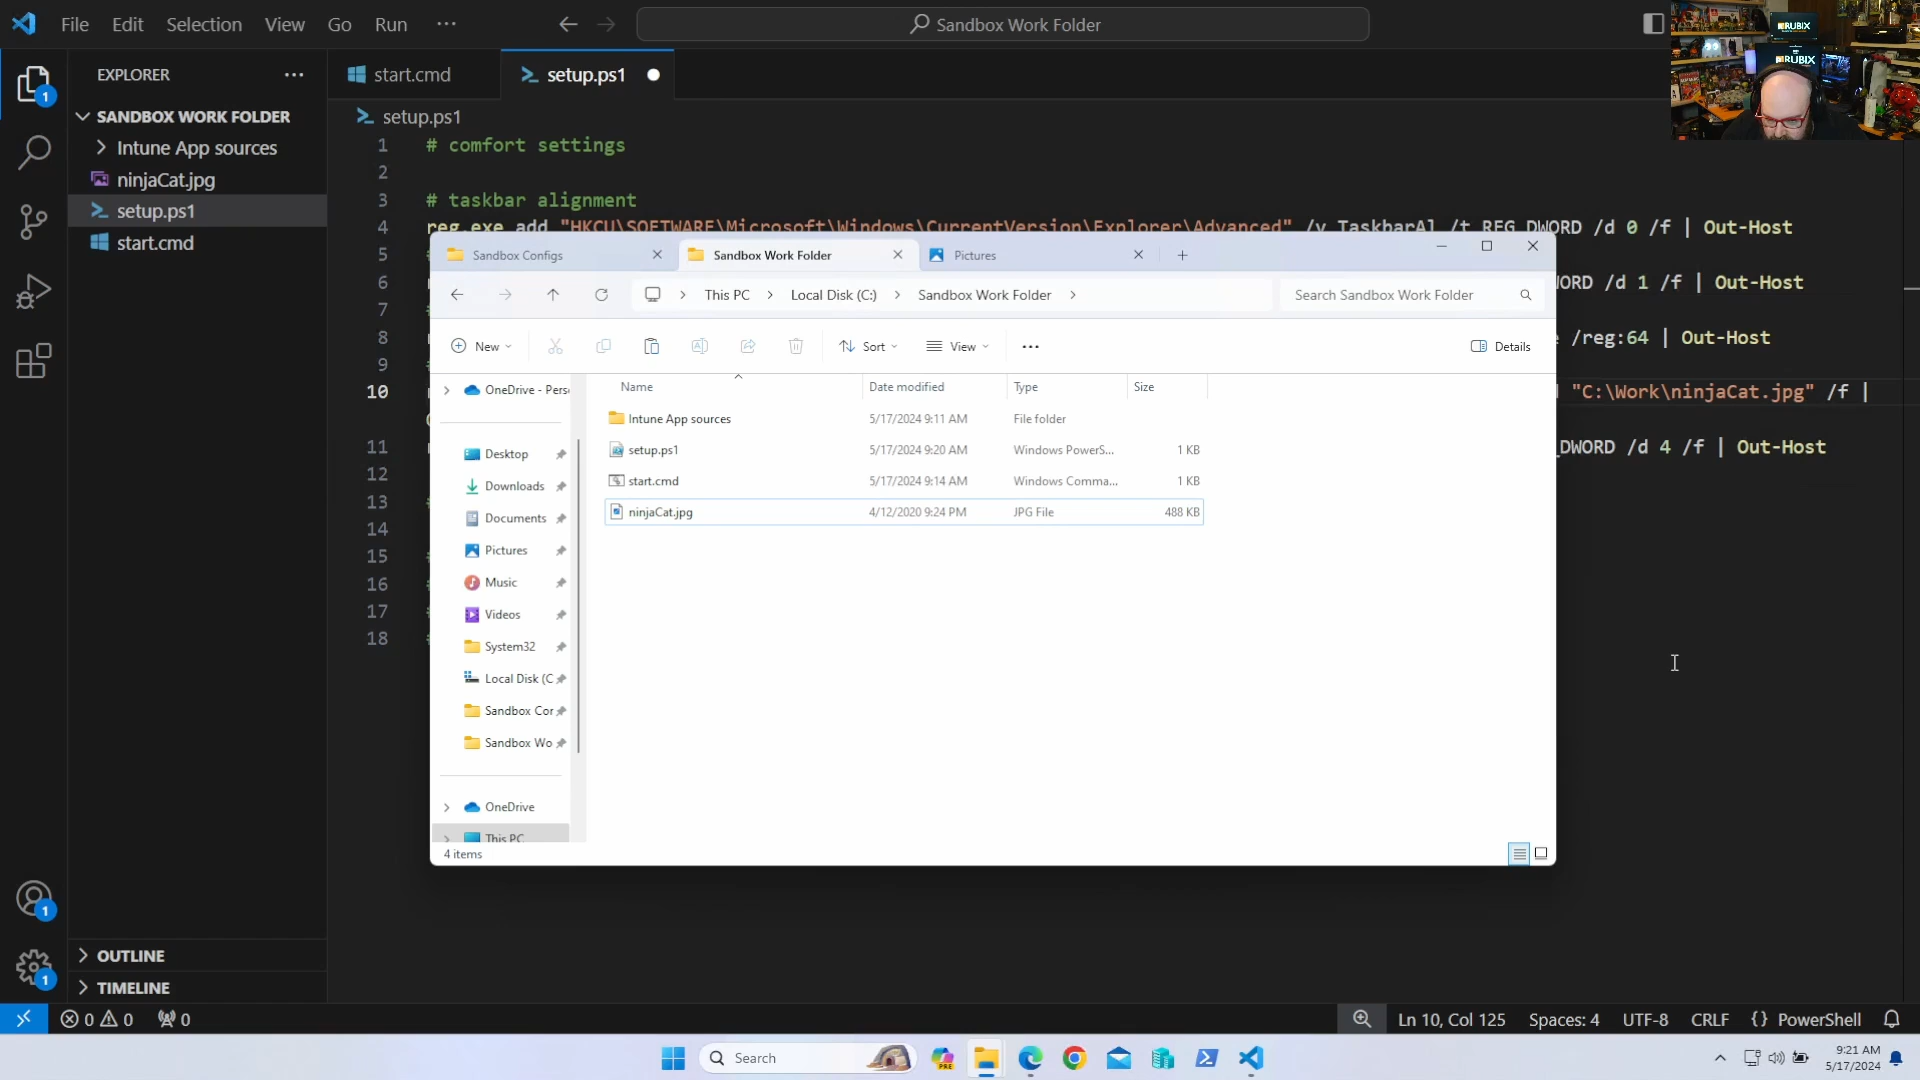 File Edit Selection View Go Run ···
Sandbox Work Folder
RUBIX
RUBIX
EXPLORER ···
start.cmd
setup.ps1
SANDBOX WORK FOLDER
Intune App sources
ninjaCat.jpg
setup.ps1
start.cmd
OUTLINE
TIMELINE
setup.ps1
1 # comfort settings
2
3 # taskbar alignment
4 reg.exe add "HKCU\SOFTWARE\Microsoft\Windows\CurrentVersion\Explorer\Advanced" /v TaskbarAl /t REG_DWORD /d 0 /f | Out-Host
5
6 /d 1 /f | Out-Host
7
8 /reg:64 | Out-Host
9
10 "C:\Work\ninjaCat.jpg" /f |
11 DWORD /d 4 /f | Out-Host
12
13
14
15
16
17
18
Sandbox Configs
Sandbox Work Folder
Pictures
This PC > Local Disk (C:) > Sandbox Work Folder >
Search Sandbox Work Folder
New Sort View ··· Details
Name Date modified Type Size
Intune App sources 5/17/2024 9:11 AM File folder
setup.ps1 5/17/2024 9:20 AM Windows PowerS... 1 KB
start.cmd 5/17/2024 9:14 AM Windows Comma... 1 KB
ninjaCat.jpg 4/12/2020 9:24 PM JPG File 488 KB
OneDrive - Pers
Desktop
Downloads
Documents
Pictures
Music
Videos
System32
Local Disk (C
Sandbox Cor
Sandbox Wo
OneDrive
This PC
4 items
1
1
1
0 0 0
Ln 10, Col 125 Spaces: 4 UTF-8 CRLF {} PowerShell
Search
PRE
9:21 AM
5/17/2024